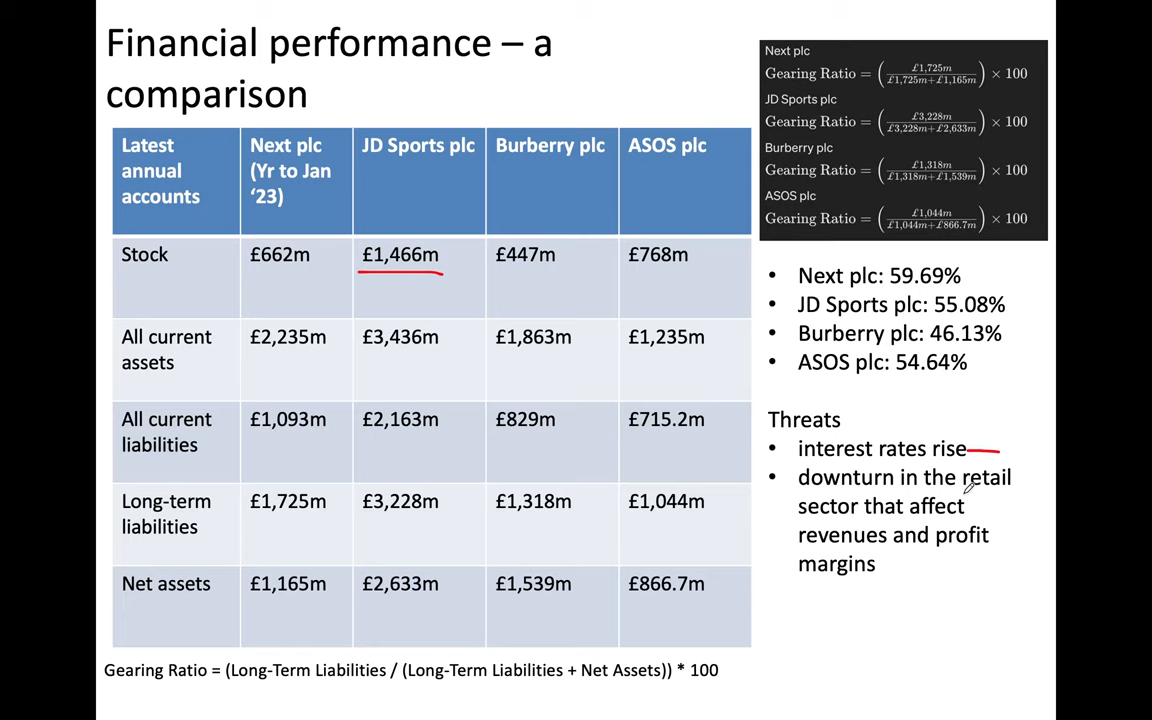 Financial performance – a
comparison
Latest annual accounts | Next plc (Yr to Jan ‘23) | JD Sports plc | Burberry plc | ASOS plc
Stock | £662m | £1,466m | £447m | £768m
All current assets | £2,235m | £3,436m | £1,863m | £1,235m
All current liabilities | £1,093m | £2,163m | £829m | £715.2m
Long-term liabilities | £1,725m | £3,228m | £1,318m | £1,044m
Net assets | £1,165m | £2,633m | £1,539m | £866.7m
Gearing Ratio = (Long-Term Liabilities / (Long-Term Liabilities + Net Assets)) * 100
Next plc
Gearing Ratio = (£1,725m / £1,725m+£1,165m) × 100
JD Sports plc
Gearing Ratio = (£3,228m / £3,228m+£2,633m) × 100
Burberry plc
Gearing Ratio = (£1,318m / £1,318m+£1,539m) × 100
ASOS plc
Gearing Ratio = (£1,044m / £1,044m+£866.7m) × 100
• Next plc: 59.69%
• JD Sports plc: 55.08%
• Burberry plc: 46.13%
• ASOS plc: 54.64%
Threats
• interest rates rise
• downturn in the retail
sector that affect
revenues and profit
margins